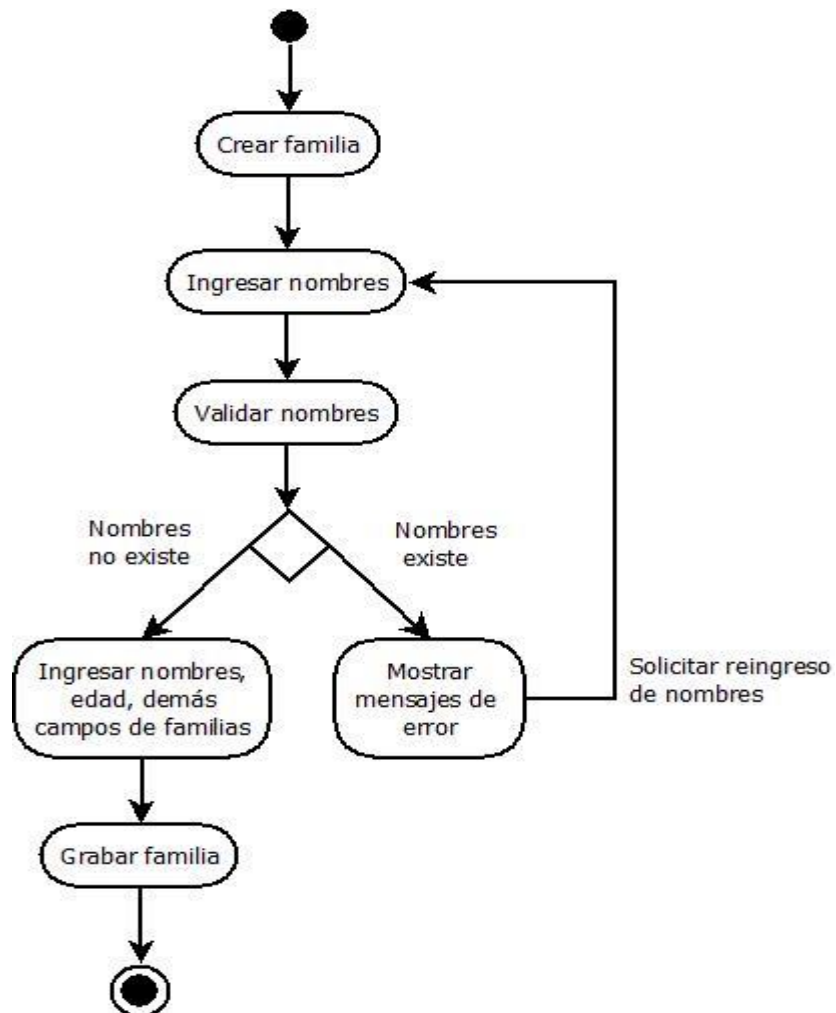 Crear familia
Ingresar nombres
Validar nombres
Nombres
no existe
Nombres
existe
Ingresar nombres,
edad, demás
campos de familias
Mostrar
mensajes de
error
Solicitar reingreso
de nombres
Grabar familia